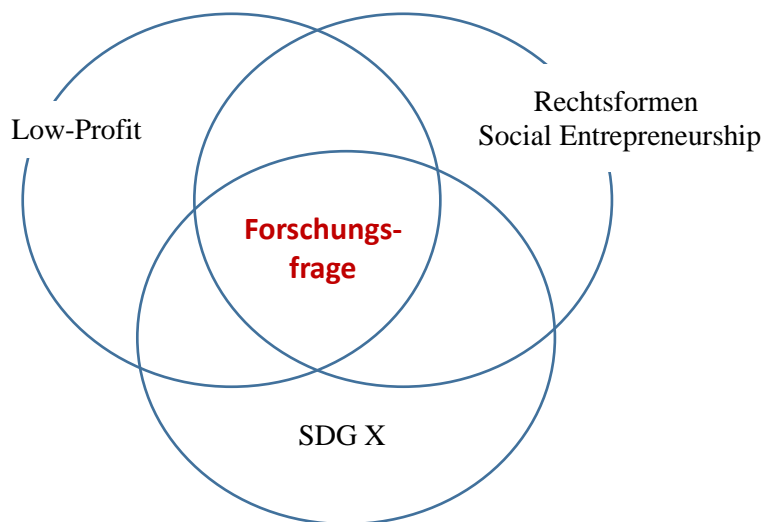 Low-Profit
Rechtsformen
Social Entrepreneurship
Forschungs-
frage
SDG X